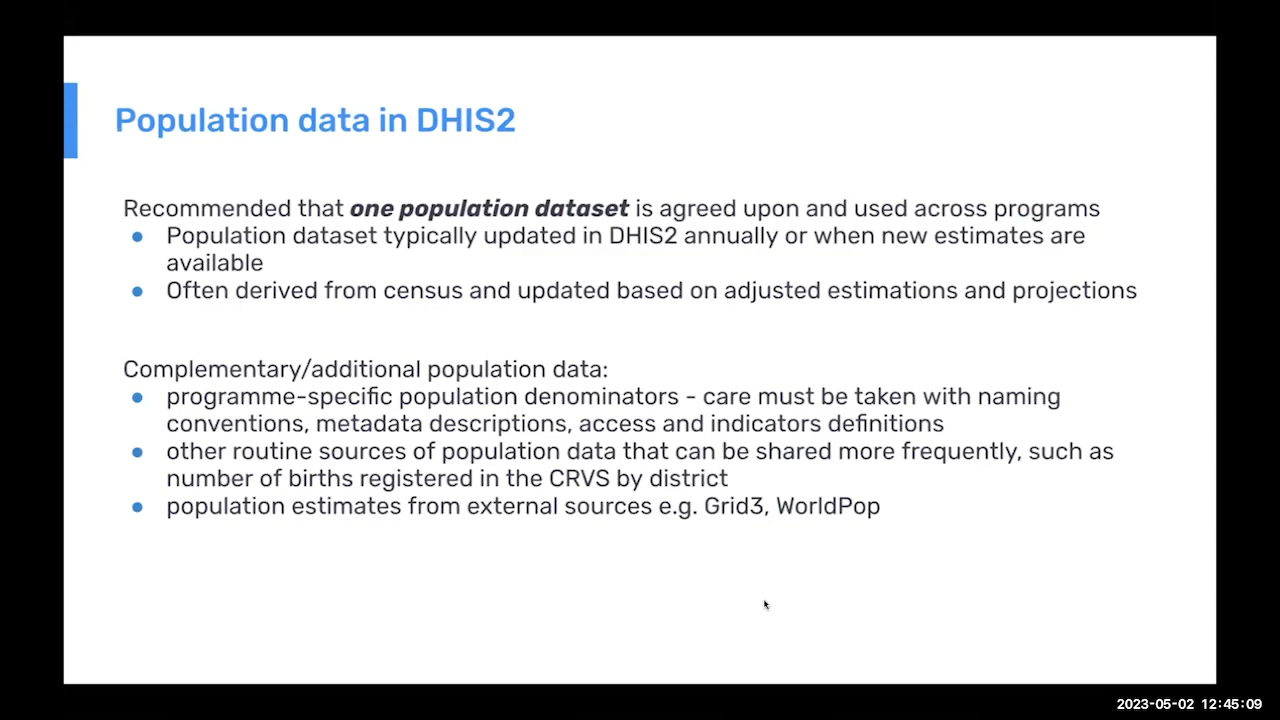 Population data in DHIS2
Recommended that one population dataset is agreed upon and used across programs
● Population dataset typically updated in DHIS2 annually or when new estimates are
available
● Often derived from census and updated based on adjusted estimations and projections
Complementary/additional population data:
● programme-specific population denominators - care must be taken with naming
conventions, metadata descriptions, access and indicators definitions
● other routine sources of population data that can be shared more frequently, such as
number of births registered in the CRVS by district
● population estimates from external sources e.g. Grid3, WorldPop
2023-05-02 12:45:09